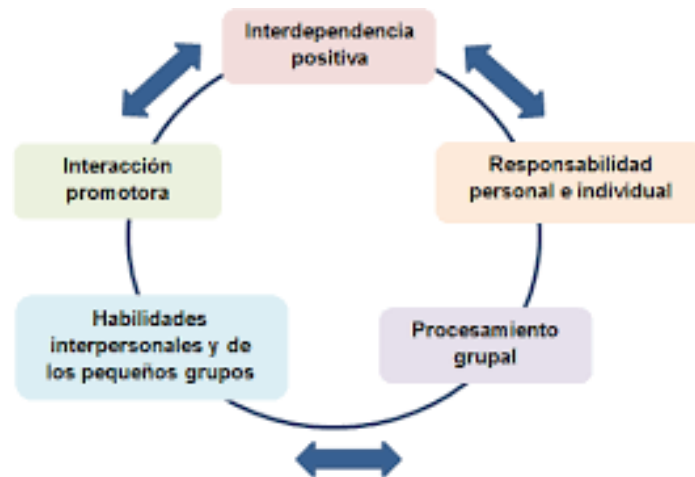 Interdependencia
positiva
Interacción
promotora
Responsabilidad
personal e individual
Habilidades
interpersonales y de
los pequeños grupos
Procesamiento
grupal